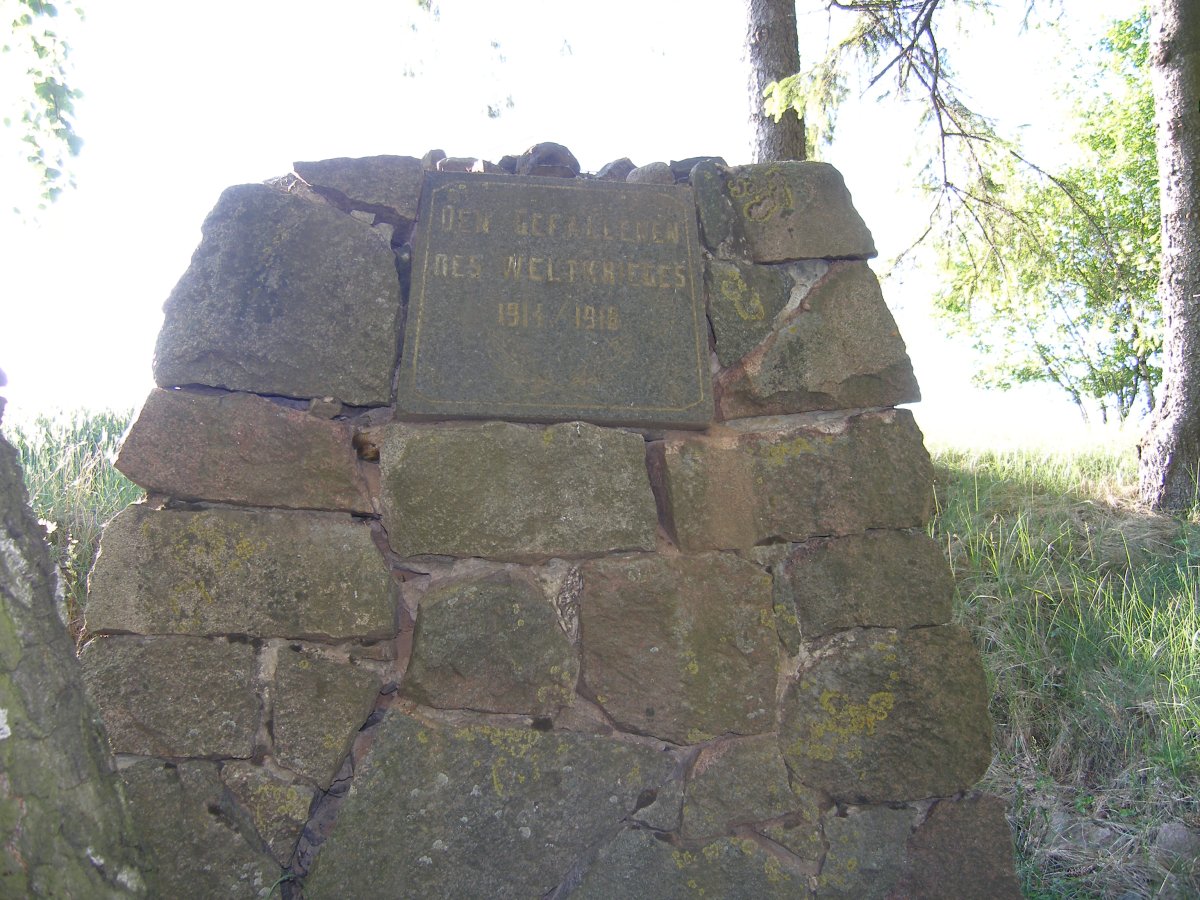 DEN GEFALLENEN
DES WELTKRIEGES
1914 / 1918